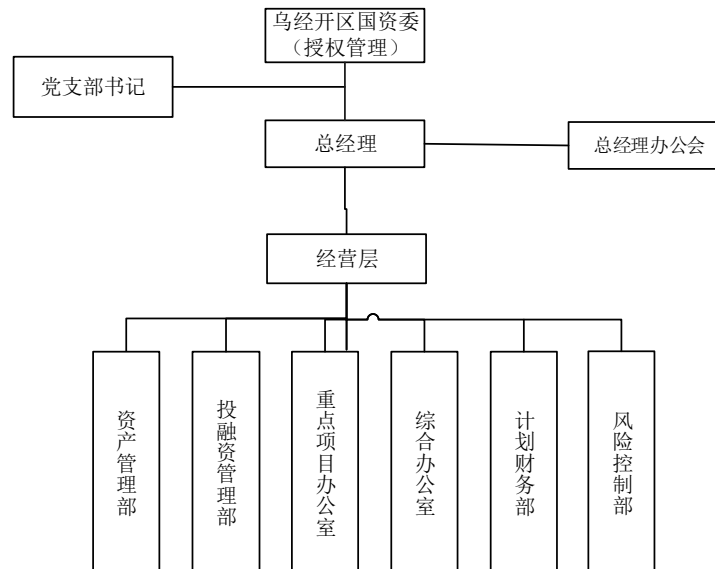 乌经开区国资委
（授权管理）
党支部书记
总经理
总经理办公会
经营层
资产管理部
投融资管理部
重点项目办公室
综合办公室
计划财务部
风险控制部